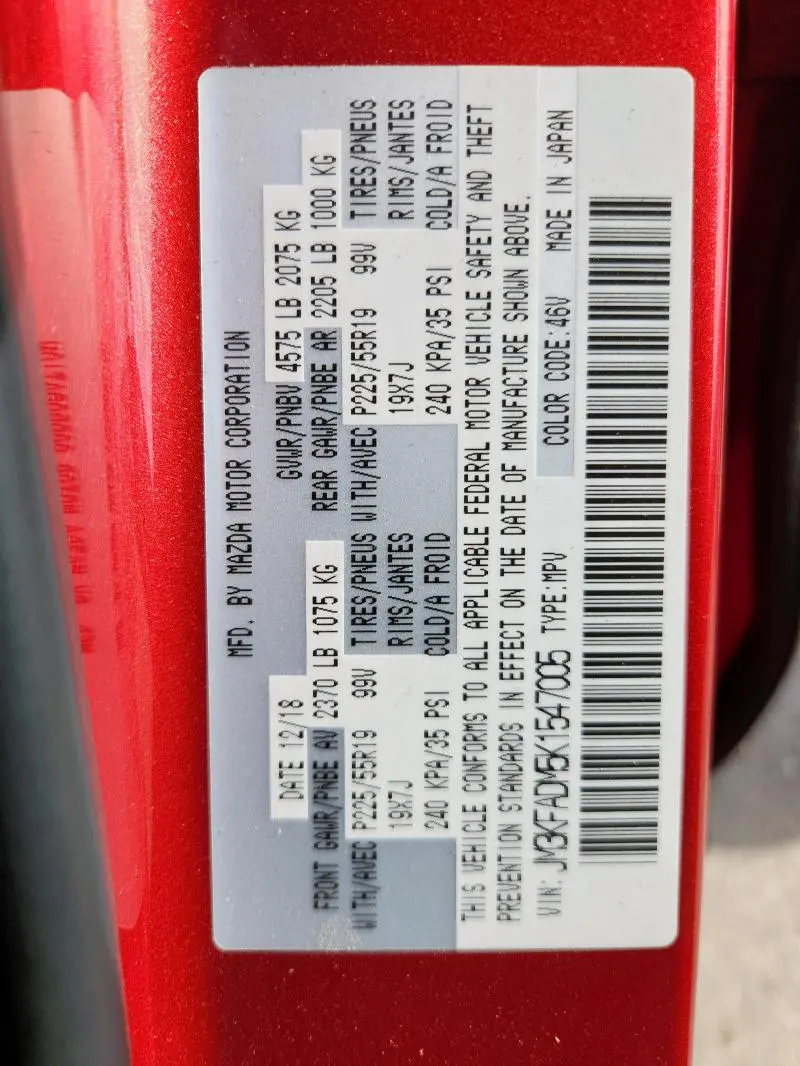 MFD. BY MAZDA MOTOR CORPORATION
DATE 12/18 GVWR/PNBV 4575 LB 2075 KG
FRONT GAWR/PNBE AV 2370 LB 1075 KG REAR GAWR/PNBE AR 2205 LB 1000 KG
WITH/AVEC P225/55R19 99V TIRES/PNEUS WITH/AVEC P225/55R19 99V TIRES/PNEUS
19X7J RIMS/JANTES 19X7J RIMS/JANTES
240 KPA/35 PSI COLD/A FROID 240 KPA/35 PSI COLD/A FROID
THIS VEHICLE CONFORMS TO ALL APPLICABLE FEDERAL MOTOR VEHICLE SAFETY AND THEFT
PREVENTION STANDARDS IN EFFECT ON THE DATE OF MANUFACTURE SHOWN ABOVE.
VIN: JM3KFADM5K1547005 TYPE:MPV COLOR CODE:46V MADE IN JAPAN